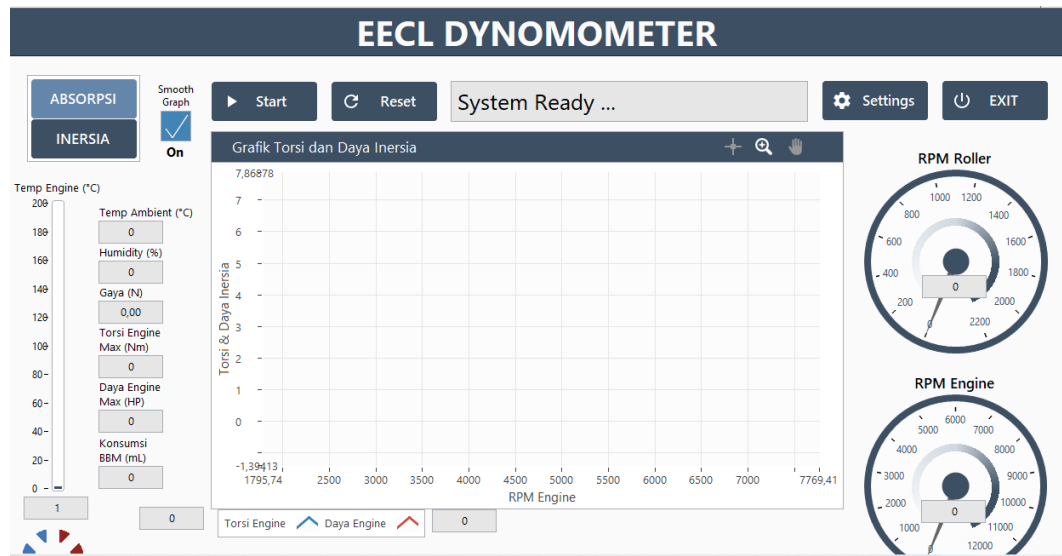 EECL DYNOMOMETER
ABSORPSI
INERSIA
Smooth
Graph
On
Start
Reset
System Ready ...
Settings
EXIT
Temp Engine (°C)
200
180
160
140
120
100
80
60
40
20
0
1
Temp Ambient (°C)
0
Humidity (%)
0
Gaya (N)
0,00
Torsi Engine
Max (Nm)
0
Daya Engine
Max (HP)
0
Konsumsi
BBM (mL)
0
0
Grafik Torsi dan Daya Inersia
Torsi & Daya Inersia
7,86878
7
6
5
4
3
2
1
0
-1,39413
1795,74 2500 3000 3500 4000 4500 5000 5500 6000 6500 7000 7769,41
RPM Engine
Torsi Engine Daya Engine
0
RPM Roller
0 200 400 600 800 1000 1200 1400 1600 1800 2000 2200
0
RPM Engine
0 1000 2000 3000 4000 5000 6000 7000 8000 9000 10000 11000 12000
0